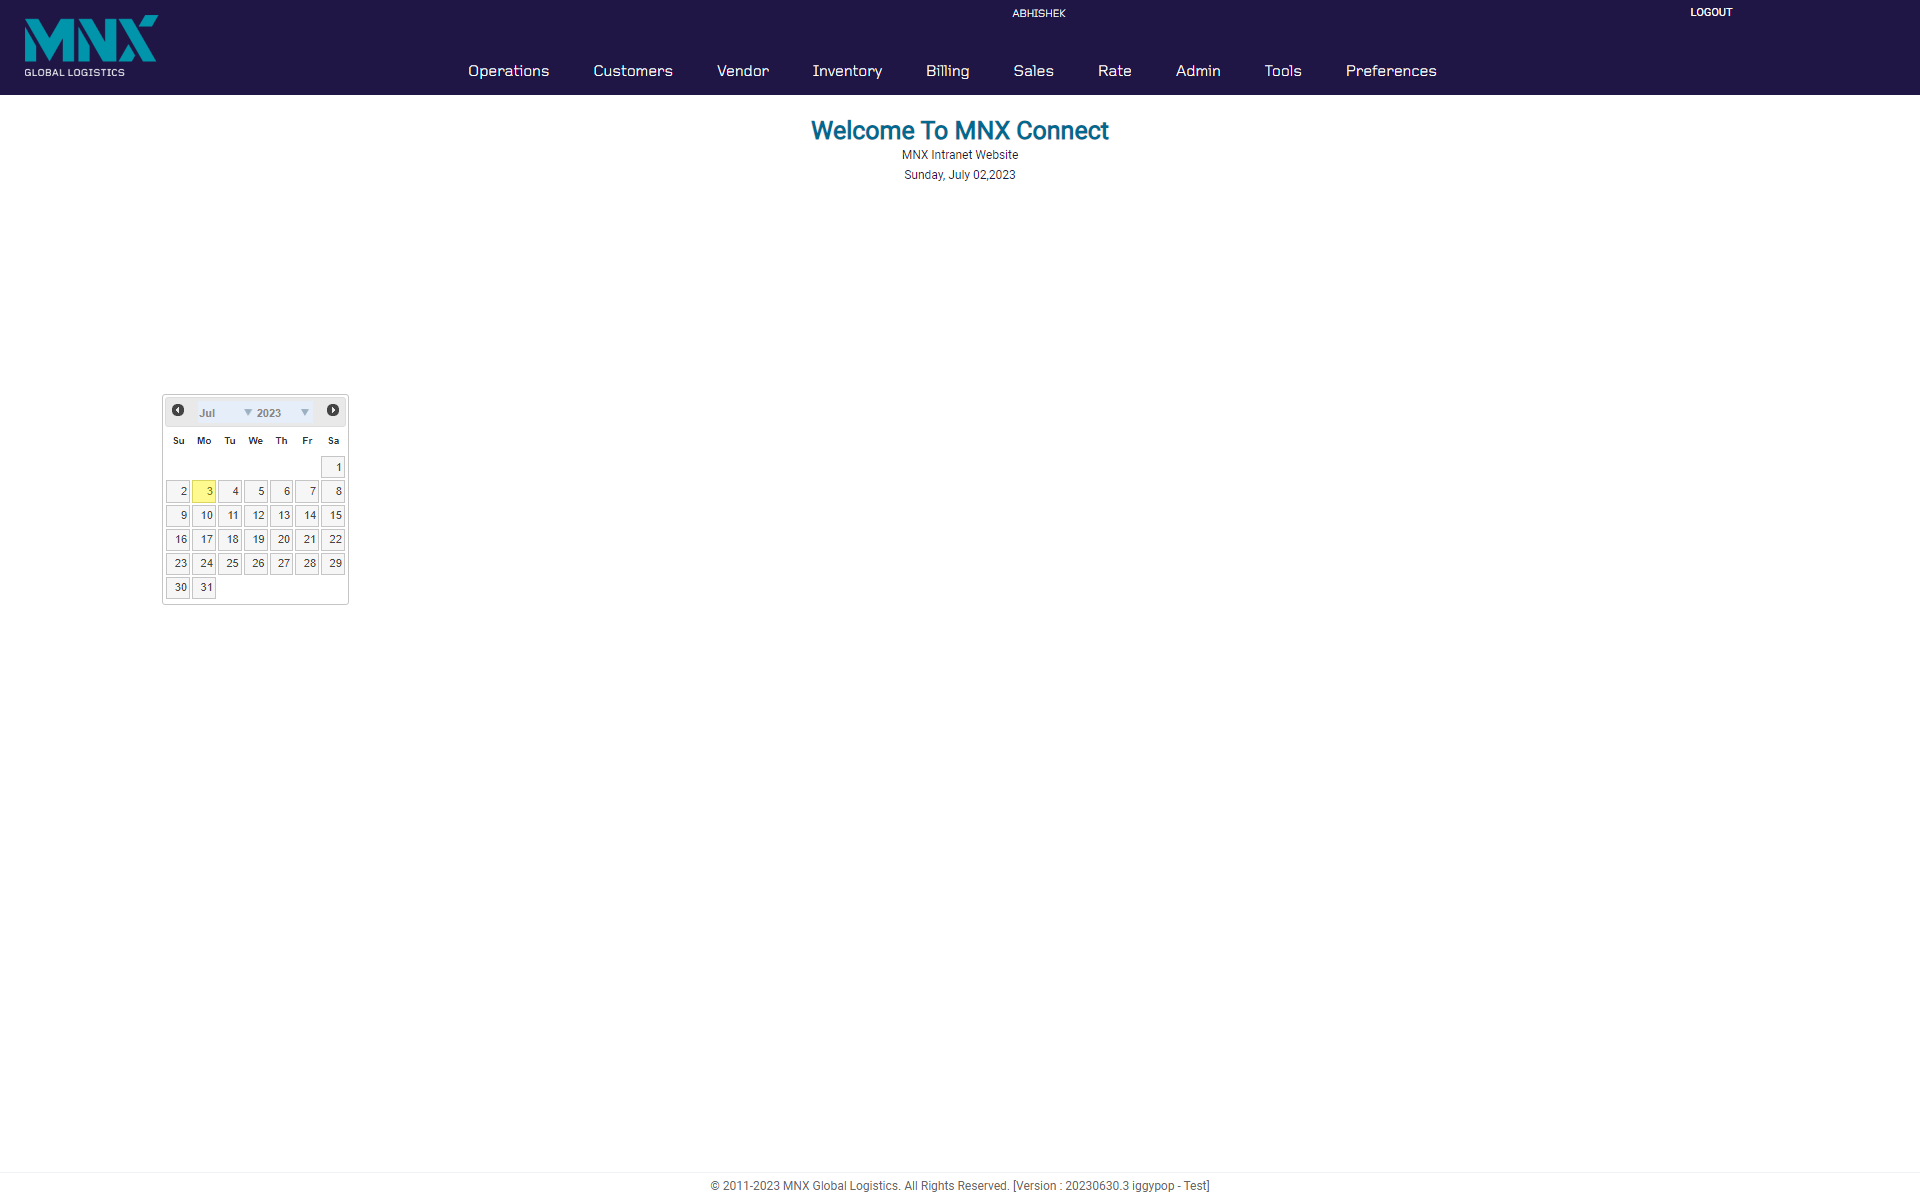 MNX
GLOBAL LOGISTICS
ABHISHEK
LOGOUT
Operations Customers Vendor Inventory Billing Sales Rate Admin Tools Preferences
Welcome To MNX Connect
MNX Intranet Website
Sunday, July 02,2023
Jul 2023
Su Mo Tu We Th Fr Sa
1
2 3 4 5 6 7 8
9 10 11 12 13 14 15
16 17 18 19 20 21 22
23 24 25 26 27 28 29
30 31
© 2011-2023 MNX Global Logistics. All Rights Reserved. [Version : 20230630.3 iggypop - Test]